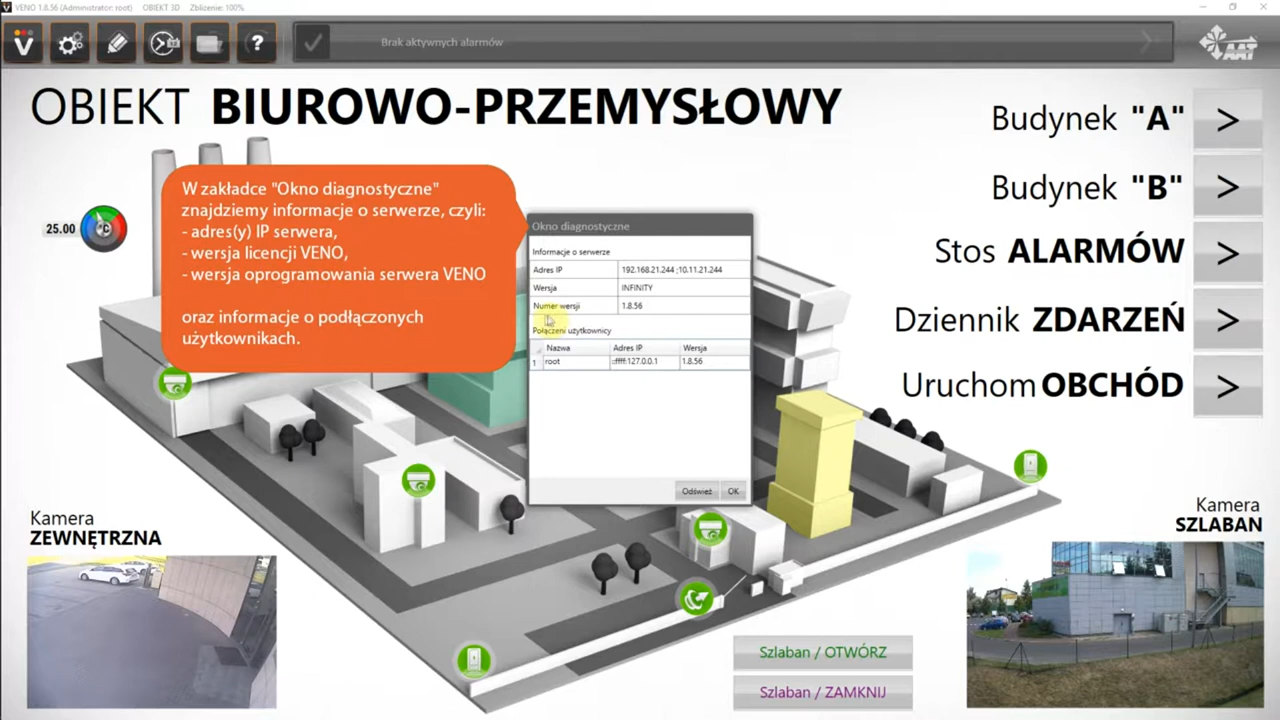 VENO 1.8.56 (Administrator: root) OBIEKT 3D Zbliżenie: 100%
Brak aktywnych alarmów
AAT
OBIEKT BIUROWO-PRZEMYSŁOWY
Budynek "A" >
Budynek "B" >
Stos ALARMÓW >
Dziennik ZDARZEŃ >
Uruchom OBCHÓD >
25.00
°C
W zakładce "Okno diagnostyczne"
znajdziemy informacje o serwerze, czyli:
- adres(y) IP serwera,
- wersja licencji VENO,
- wersja oprogramowania serwera VENO
oraz informacje o podłączonych
użytkownikach.
Okno diagnostyczne
Informacje o serwerze
Adres IP 192.168.21.244 ;10.11.21.244
Wersja INFINITY
Numer wersji 1.8.56
Połączeni użytkownicy
Nazwa Adres IP Wersja
1 root ::ffff:127.0.0.1 1.8.56
Odśwież OK
Kamera
ZEWNĘTRZNA
Kamera
SZLABAN
Szlaban / OTWÓRZ
Szlaban / ZAMKNIJ